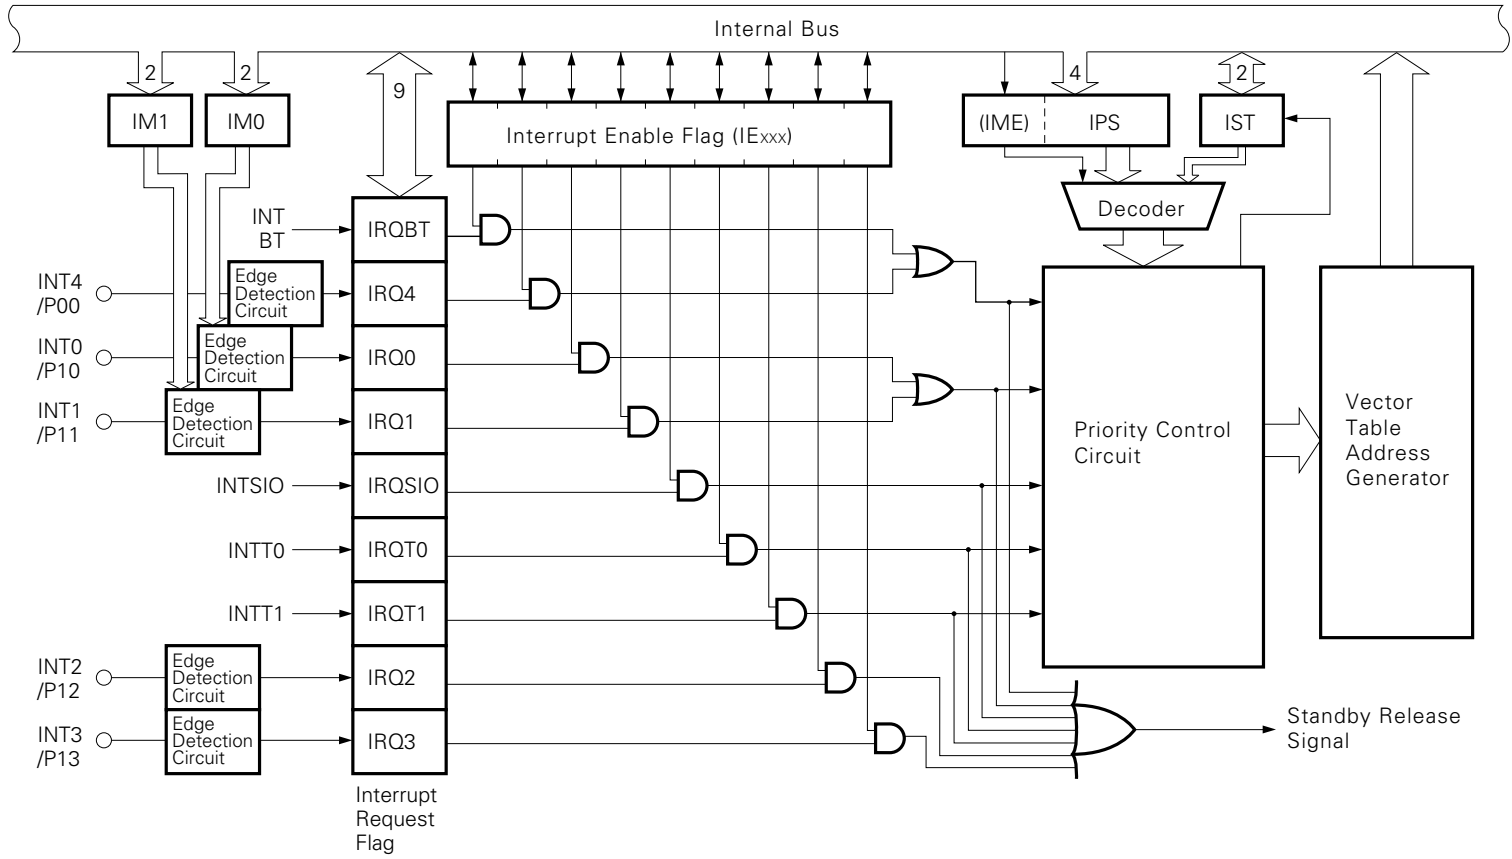 Internal Bus
2
2
9
4
2
IM1
IM0
Interrupt Enable Flag (IExxx)
(IME)
IPS
IST
Decoder
INT
BT
IRQBT
INT4
/P00
Edge
Detection
Circuit
IRQ4
INT0
/P10
Edge
Detection
Circuit
IRQ0
INT1
/P11
Edge
Detection
Circuit
IRQ1
INTSIO
IRQSIO
INTT0
IRQT0
INTT1
IRQT1
INT2
/P12
Edge
Detection
Circuit
IRQ2
INT3
/P13
Edge
Detection
Circuit
IRQ3
Interrupt
Request
Flag
Priority Control
Circuit
Vector
Table
Address
Generator
Standby Release
Signal